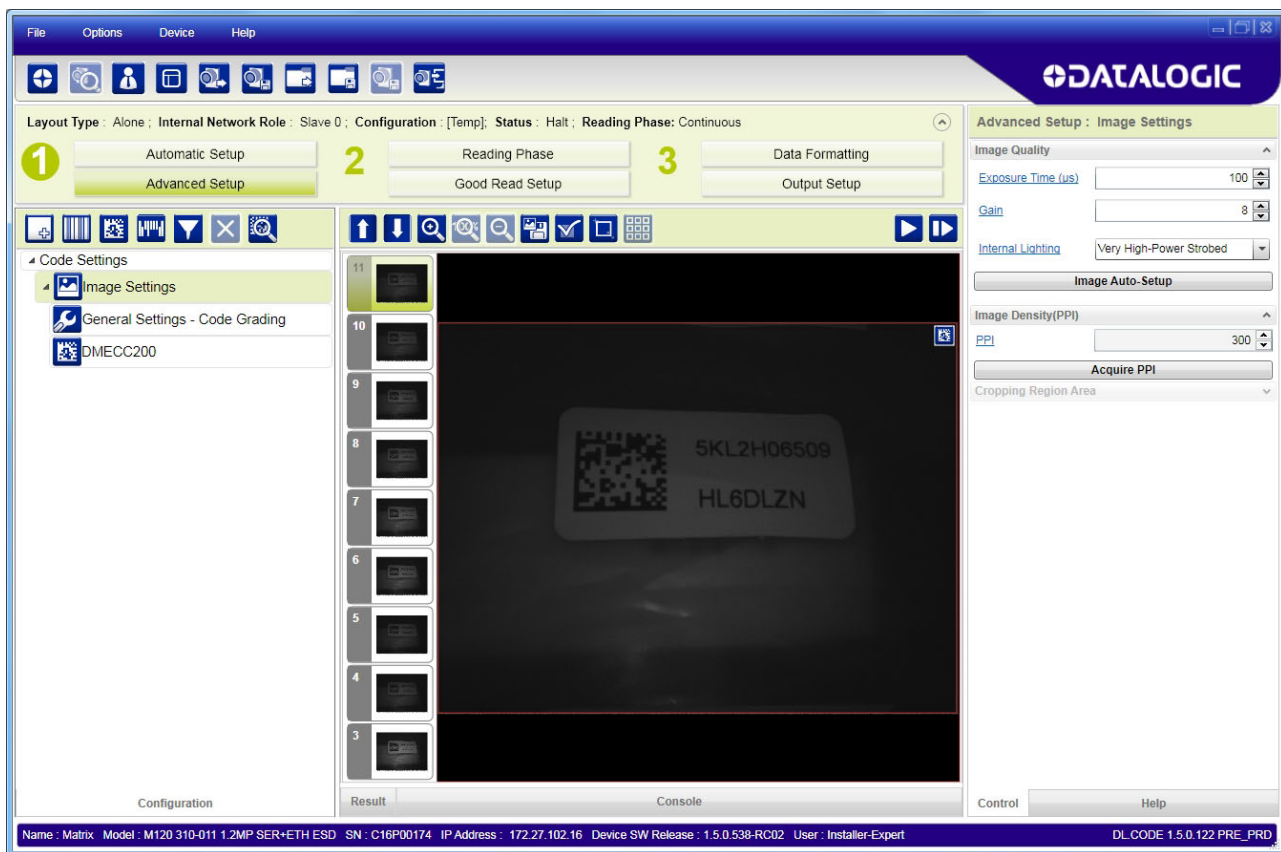 File Options Device Help
DATALOGIC
Layout Type : Alone ; Internal Network Role : Slave 0 ; Configuration : [Temp]; Status : Halt ; Reading Phase: Continuous
1 Automatic Setup 2 Reading Phase 3 Data Formatting
Advanced Setup Good Read Setup Output Setup
Code Settings
Image Settings
General Settings - Code Grading
DMECC200
Configuration
11
10
9
8
7
6
5
4
3
5KL2H06509
HL6DLZN
Result Console
Advanced Setup : Image Settings
Image Quality
Exposure Time (µs) 100
Gain 8
Internal Lighting Very High-Power Strobed
Image Auto-Setup
Image Density(PPI)
PPI 300
Acquire PPI
Cropping Region Area
Control Help
Name : Matrix Model : M120 310-011 1.2MP SER+ETH ESD SN : C16P00174 IP Address : 172.27.102.16 Device SW Release : 1.5.0.538-RC02 User : Installer-Expert DL.CODE 1.5.0.122 PRE_PRD